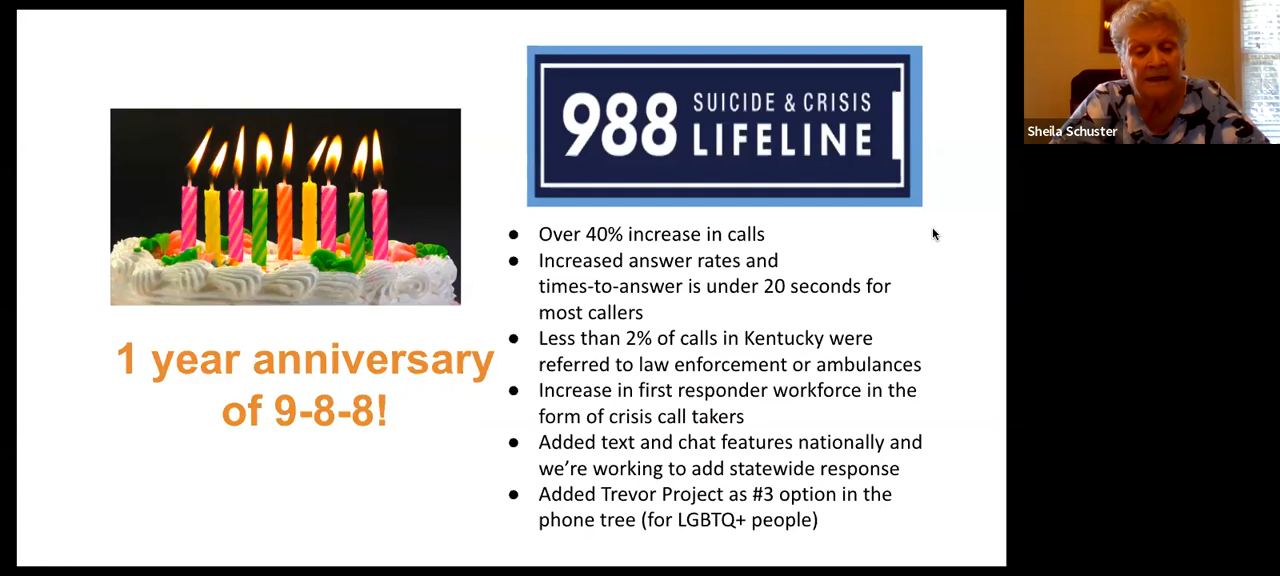 988 SUICIDE & CRISIS
LIFELINE
1 year anniversary
of 9-8-8!
● Over 40% increase in calls
● Increased answer rates and
times-to-answer is under 20 seconds for
most callers
● Less than 2% of calls in Kentucky were
referred to law enforcement or ambulances
● Increase in first responder workforce in the
form of crisis call takers
● Added text and chat features nationally and
we’re working to add statewide response
● Added Trevor Project as #3 option in the
phone tree (for LGBTQ+ people)
Sheila Schuster